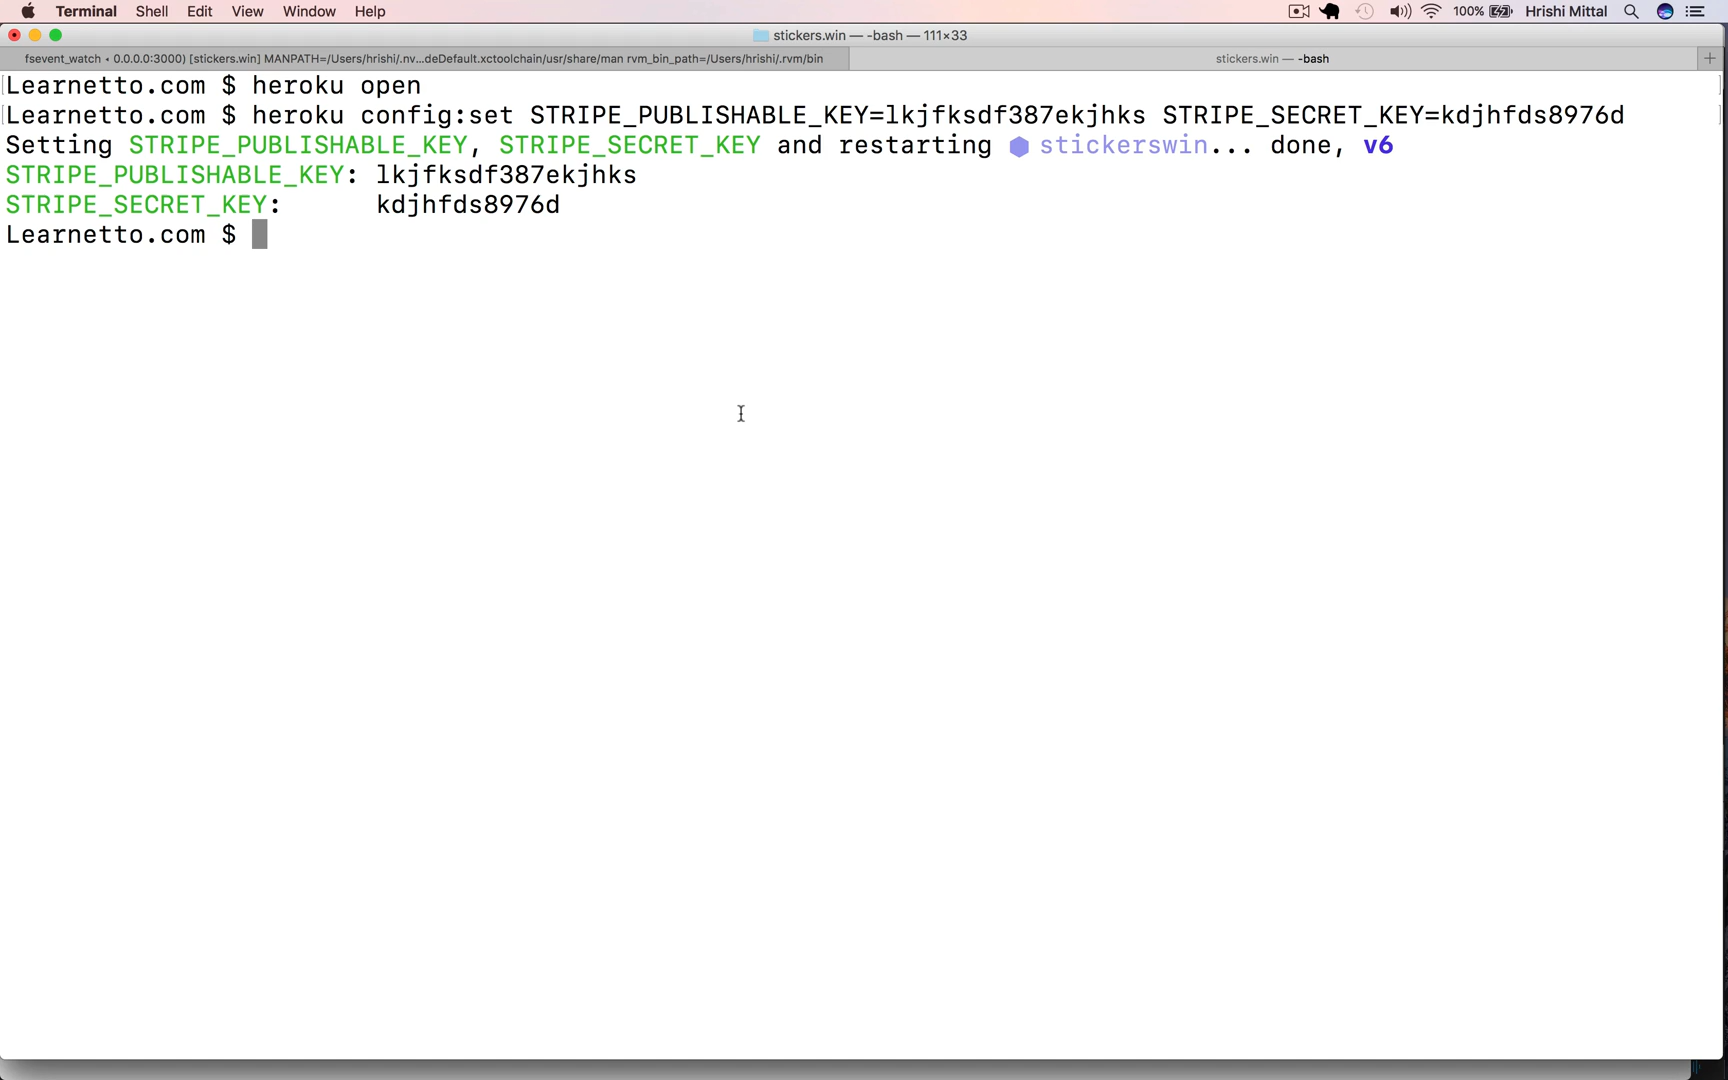 Terminal Shell Edit View Window Help 100% Hrishi Mittal
stickers.win — -bash — 111×33
fsevent_watch • 0.0.0.0:3000) [stickers.win] MANPATH=/Users/hrishi/.nv...deDefault.xctoolchain/usr/share/man rvm_bin_path=/Users/hrishi/.rvm/bin
stickers.win — -bash
Learnetto.com $ heroku open
Learnetto.com $ heroku config:set STRIPE_PUBLISHABLE_KEY=lkjfksdf387ekjhks STRIPE_SECRET_KEY=kdjhfds8976d
Setting STRIPE_PUBLISHABLE_KEY, STRIPE_SECRET_KEY and restarting ⬢ stickerswin... done, v6
STRIPE_PUBLISHABLE_KEY: lkjfksdf387ekjhks
STRIPE_SECRET_KEY: kdjhfds8976d
Learnetto.com $